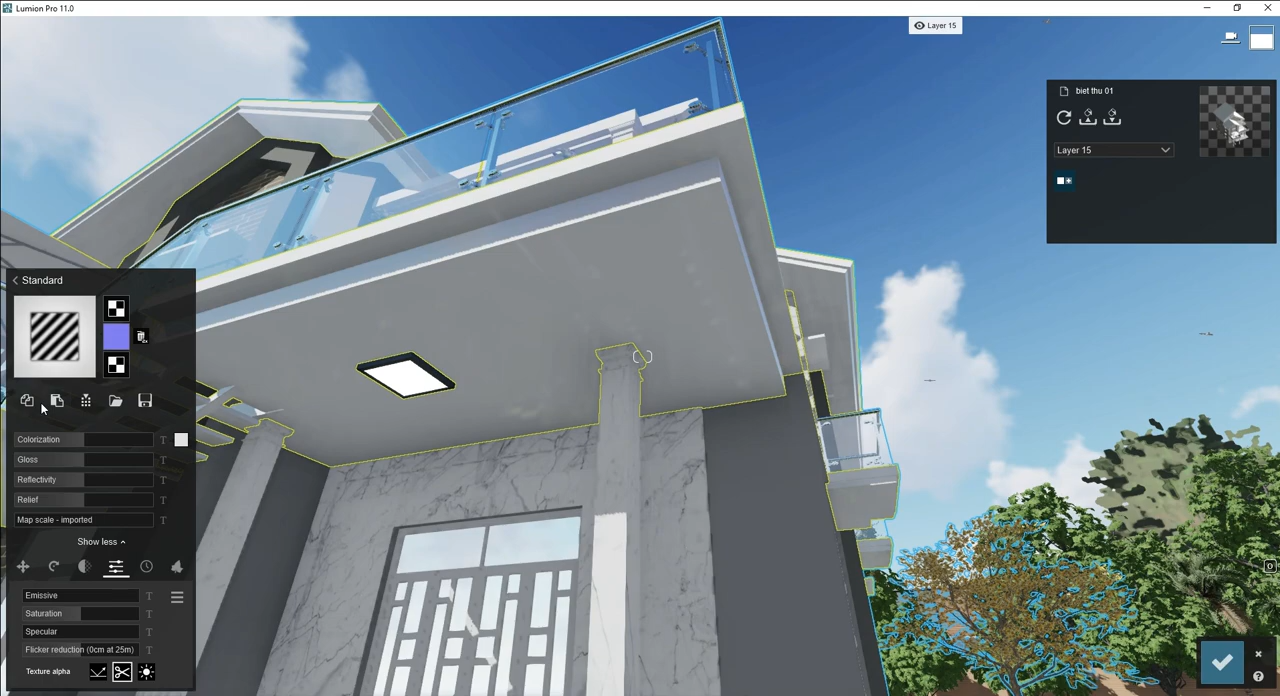 Lumion Pro 11.0
Layer 15
biet thu 01
Layer 15
Standard
Colorization
T
Gloss
T
Reflectivity
T
Relief
T
Map scale - imported
T
Show less
Emissive
T
Saturation
T
Specular
T
Flicker reduction (0cm at 25m)
T
Texture alpha